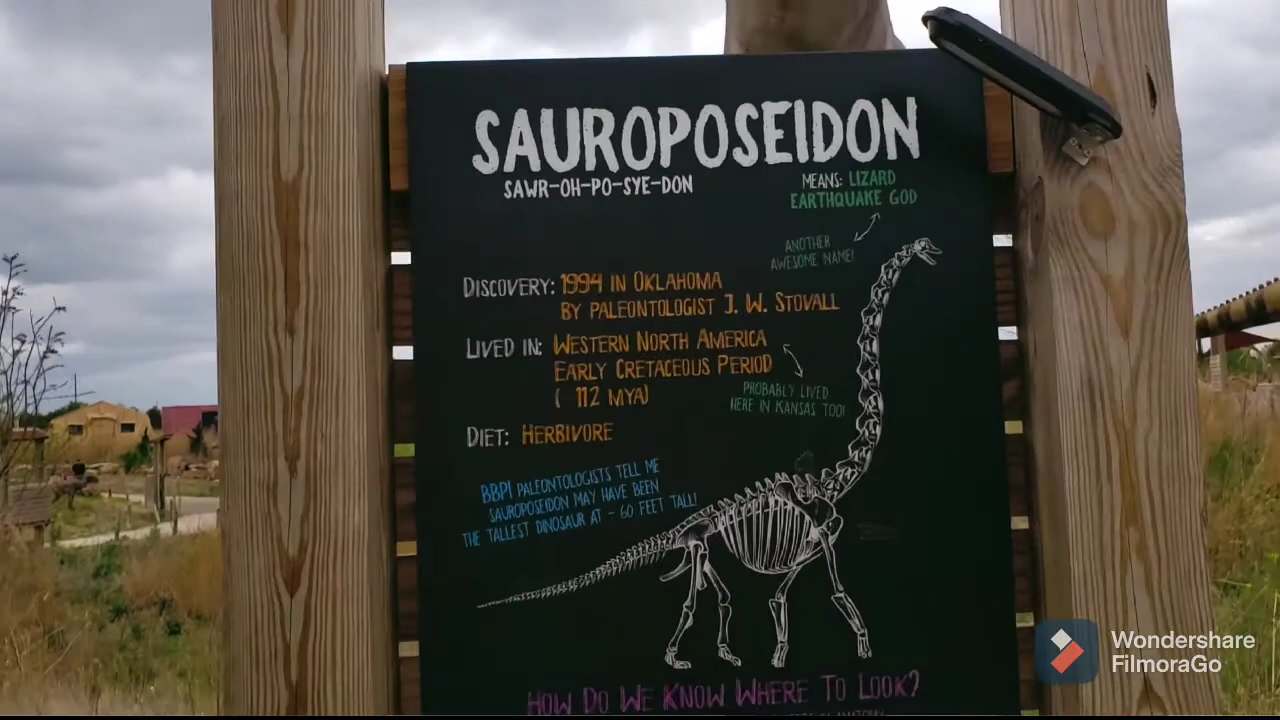 SAUROPOSEIDON
SAWR-OH-PO-SYE-DON
MEANS: LIZARD
EARTHQUAKE GOD
ANOTHER
AWESOME NAME!
DISCOVERY: 1994 IN OKLAHOMA
BY PALEONTOLOGIST J. W. STOVALL
LIVED IN: WESTERN NORTH AMERICA
EARLY CRETACEOUS PERIOD
( 112 MYA)
PROBABLY LIVED
HERE IN KANSAS TOO!
DIET: HERBIVORE
BBP! PALEONTOLOGISTS TELL ME
SAUROPOSEIDON MAY HAVE BEEN
THE TALLEST DINOSAUR AT ~ 60 FEET TALL!
HOW DO WE KNOW WHERE TO LOOK?
Wondershare
FilmoraGo